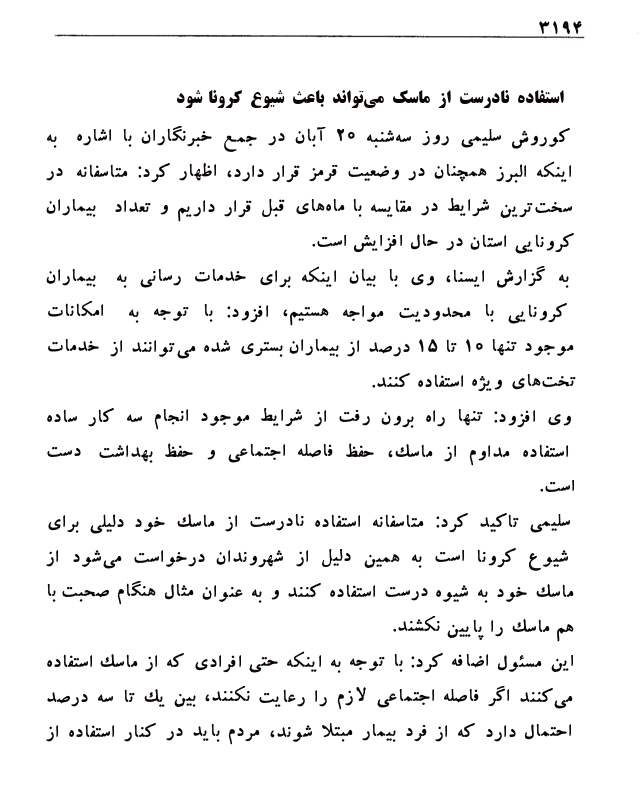 ۳۱۹۴
استفاده نادرست از ماسک می‌تواند باعث شیوع کرونا شود
کوروش سلیمی روز سه‌شنبه ۲۰ آبان در جمع خبرنگاران با اشاره به
اینکه البرز همچنان در وضعیت قرمز قرار دارد، اظهار کرد: متاسفانه در
سخت‌ترین شرایط در مقایسه با ماه‌های قبل قرار داریم و تعداد بیماران
کرونایی استان در حال افزایش است.
به گزارش ایسنا، وی با بیان اینکه برای خدمات رسانی به بیماران
کرونایی با محدودیت مواجه هستیم، افزود: با توجه به امکانات
موجود تنها ۱۰ تا ۱۵ درصد از بیماران بستری شده می‌توانند از خدمات
تخت‌های ویژه استفاده کنند.
وی افزود: تنها راه برون رفت از شرایط موجود انجام سه کار ساده
استفاده مداوم از ماسك، حفظ فاصله اجتماعی و حفظ بهداشت دست
است.
سلیمی تاکید کرد: متاسفانه استفاده نادرست از ماسك خود دلیلی برای
شیوع کرونا است به همین دلیل از شهروندان درخواست می‌شود از
ماسك خود به شیوه درست استفاده کنند و به عنوان مثال هنگام صحبت با
هم ماسك را پایین نکشند.
این مسئول اضافه کرد: با توجه به اینکه حتی افرادی که از ماسك استفاده
می‌کنند اگر فاصله اجتماعی لازم را رعایت نکنند، بین یك تا سه درصد
احتمال دارد که از فرد بیمار مبتلا شوند، مردم باید در کنار استفاده از